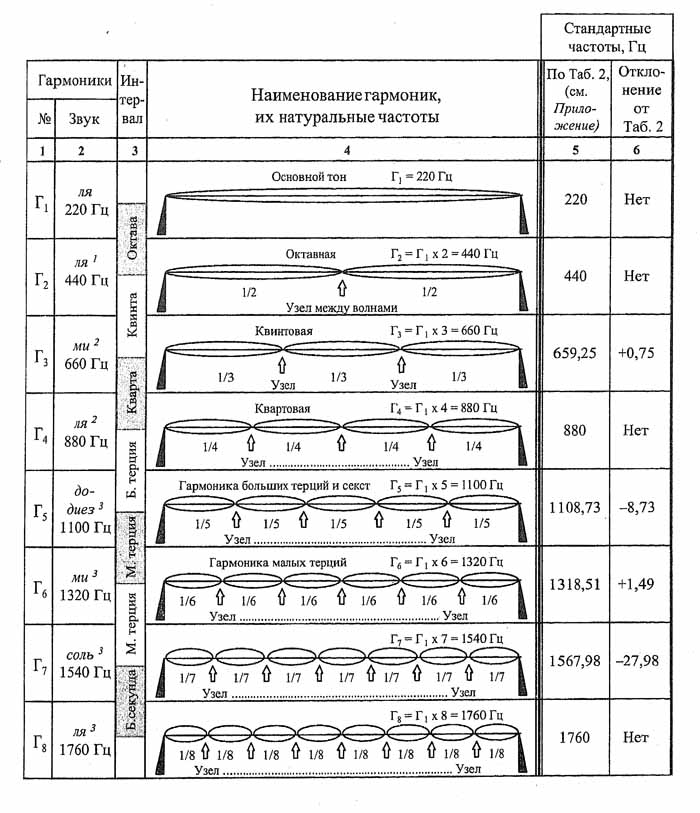 Стандартные
частоты, Гц
Гармоники
№
Звук
Ин-
тер-
вал
Наименование гармоник,
их натуральные частоты
По Таб. 2,
(см.
Прило-
жение)
Откло-
нение
от
Таб. 2
1 2 3 4 5 6
Г1
ля
220 Гц
Основной тон Г1 = 220 Гц
220
Нет
Октава
Г2
ля 1
440 Гц
Октавная Г2 = Г1 x 2 = 440 Гц
1/2 1/2
Узел между волнами
440
Нет
Квинта
Г3
ми 2
660 Гц
Квинтовая Г3 = Г1 x 3 = 660 Гц
1/3 1/3 1/3
Узел Узел
659,25
+0,75
Кварта
Г4
ля 2
880 Гц
Квартовая Г4 = Г1 x 4 = 880 Гц
1/4 1/4 1/4 1/4
Узел ........................................ Узел
880
Нет
Б. терция
Г5
до-
диез 3
1100 Гц
Гармоника больших терций и секст Г5 = Г1 x 5 = 1100 Гц
1/5 1/5 1/5 1/5 1/5
Узел ................................................ Узел
1108,73
–8,73
М. терция
Г6
ми 3
1320 Гц
Гармоника малых терций Г6 = Г1 x 6 = 1320 Гц
1/6 1/6 1/6 1/6 1/6 1/6
Узел ........................................................ Узел
1318,51
+1,49
М. терция
Г7
соль 3
1540 Гц
Г7 = Г1 x 7 = 1540 Гц
1/7 1/7 1/7 1/7 1/7 1/7 1/7
Узел ............................................................ Узел
1567,98
–27,98
Б.секунда
Г8
ля 3
1760 Гц
Г8 = Г1 x 8 = 1760 Гц
1/8 1/8 1/8 1/8 1/8 1/8 1/8 1/8
Узел ................................................................ Узел
1760
Нет